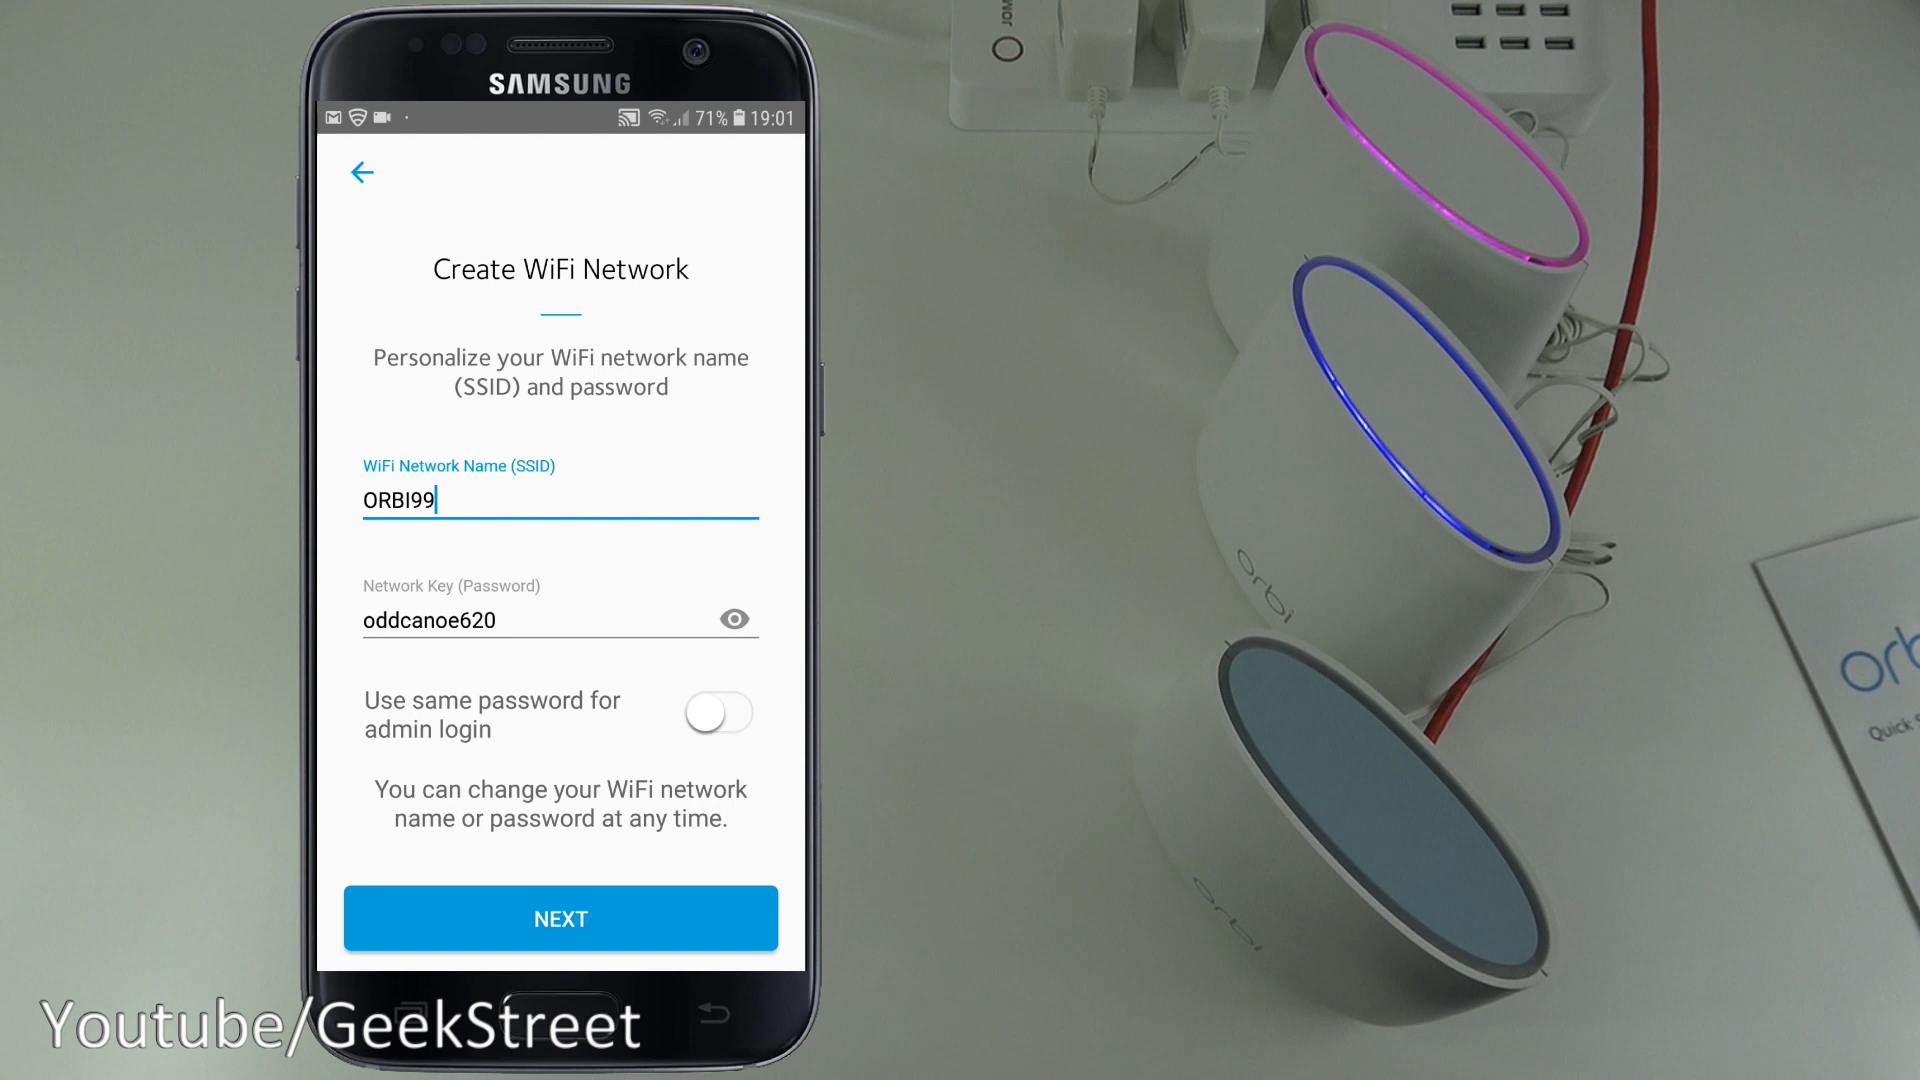 SAMSUNG
71% 19:01
Create WiFi Network
Personalize your WiFi network name
(SSID) and password
WiFi Network Name (SSID)
ORBI99
Network Key (Password)
oddcanoe620
Use same password for
admin login
You can change your WiFi network
name or password at any time.
NEXT
Youtube/GeekStreet
orbi
orbi
Quick